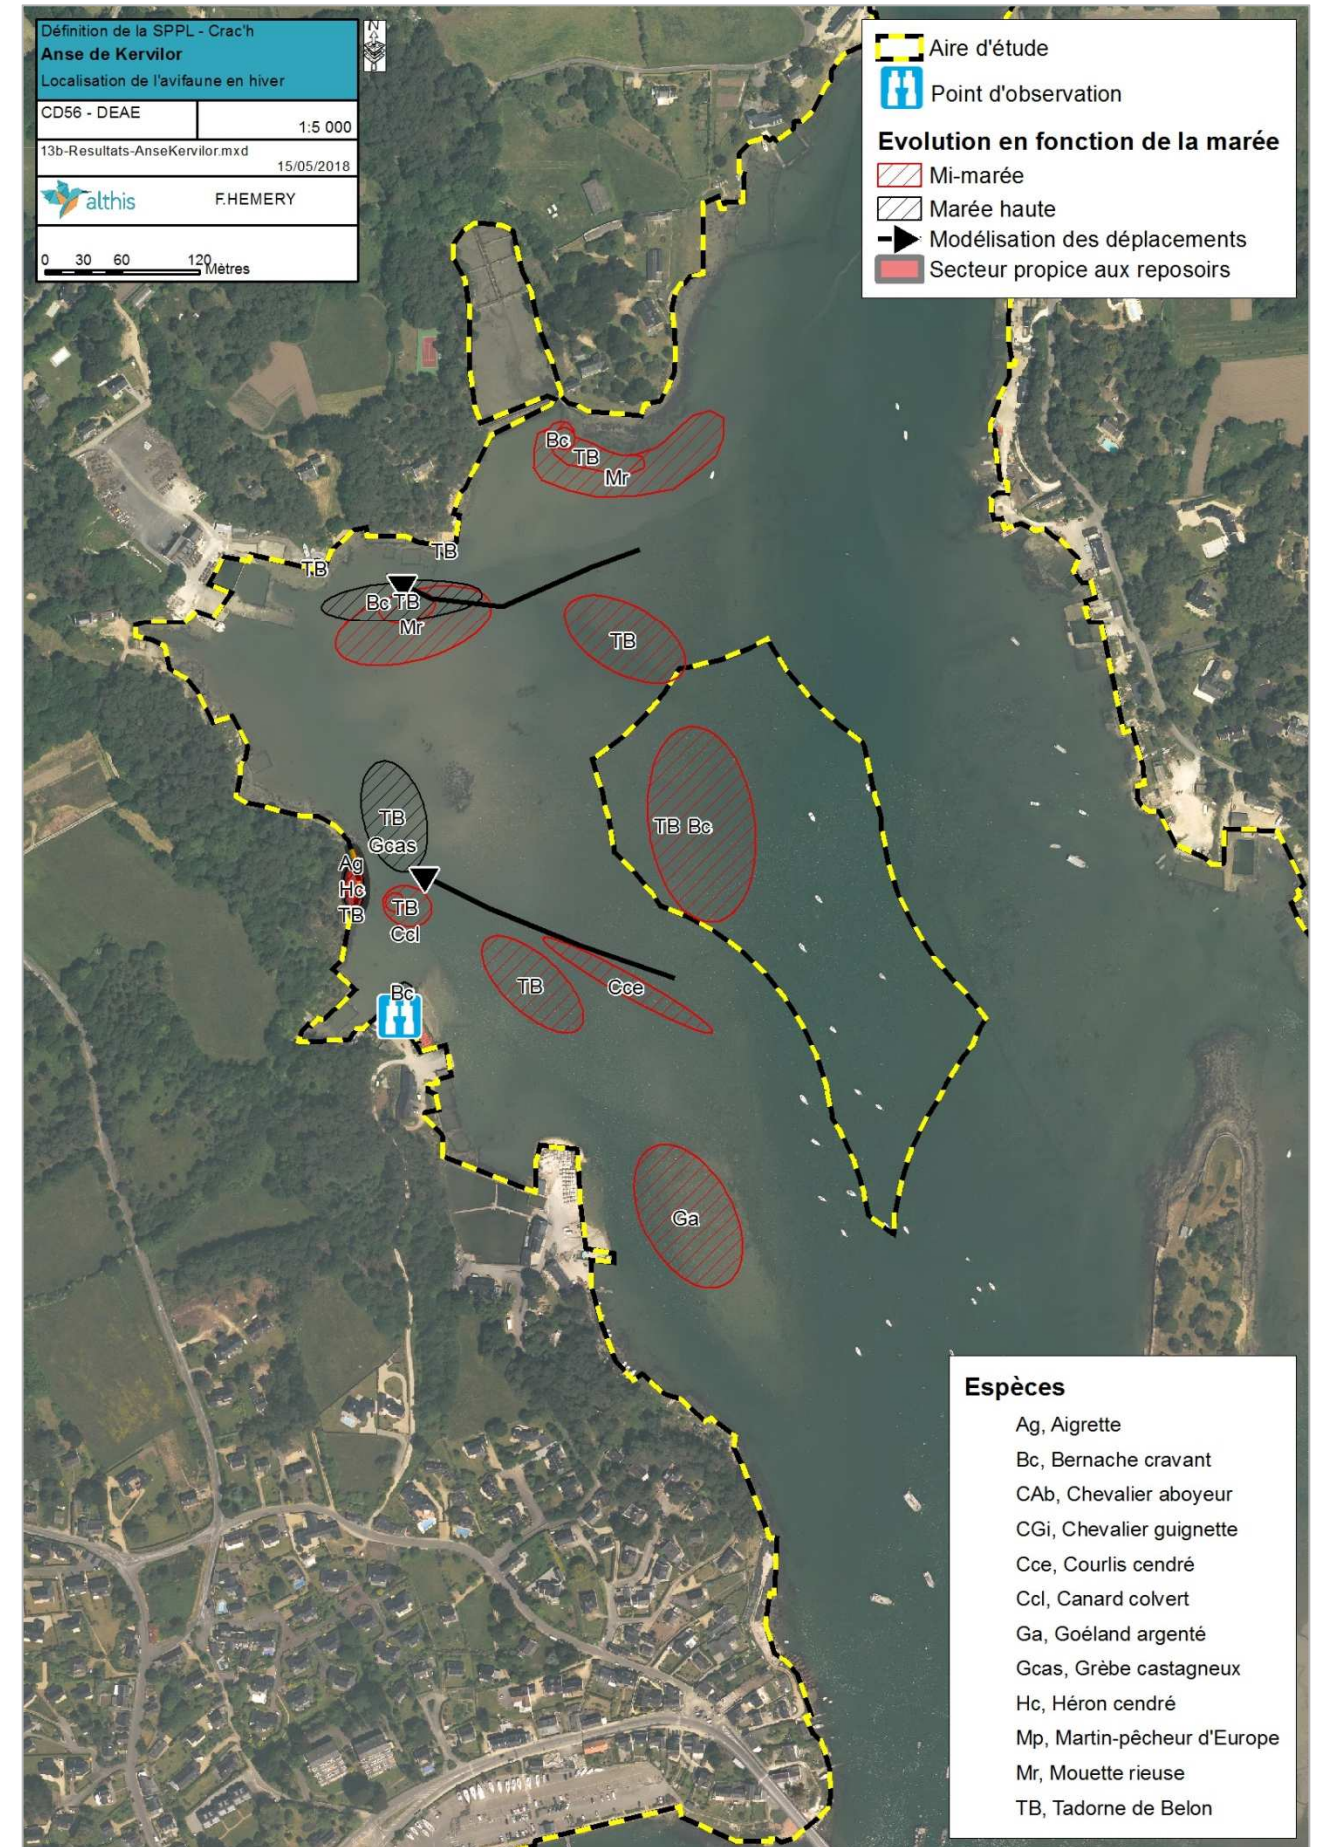 Définition de la SPPL - Crac'h
Anse de Kervilor
Localisation de l'avifaune en hiver
CD56 - DEAE
1:5 000
13b-Resultats-AnseKervilor.mxd
15/05/2018
althis
F.HEMERY
0 30 60 120
Mètres
N
Aire d'étude
Point d'observation
Evolution en fonction de la marée
Mi-marée
Marée haute
Modélisation des déplacements
Secteur propice aux reposoirs
Bc
TB
Mr
TB
TB
Bc TB
Mr
TB
TB Bc
TB
Gcas
Ag
Hc
TB
TB
Ccl
TB
Cce
Bc
Ga
Espèces
Ag, Aigrette
Bc, Bernache cravant
CAb, Chevalier aboyeur
CGi, Chevalier guignette
Cce, Courlis cendré
Ccl, Canard colvert
Ga, Goéland argenté
Gcas, Grèbe castagneux
Hc, Héron cendré
Mp, Martin-pêcheur d'Europe
Mr, Mouette rieuse
TB, Tadorne de Belon